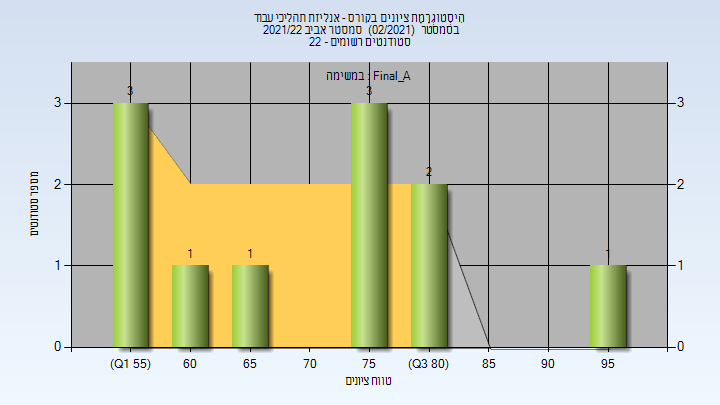 היסטוגרמת ציונים בקורס - אנליזת תהליכי עבוד
בסמסטר (02/2021) סמסטר אביב 2021/22
סטודנטים רשומים - 22
במשימה : Final_A
3 3
2
1 1 1
3 3
2 2
1 1
0 0
מספר סטודנטים
(Q1 55) 60 65 70 75 (Q3 80) 85 90 95
טווח ציונים